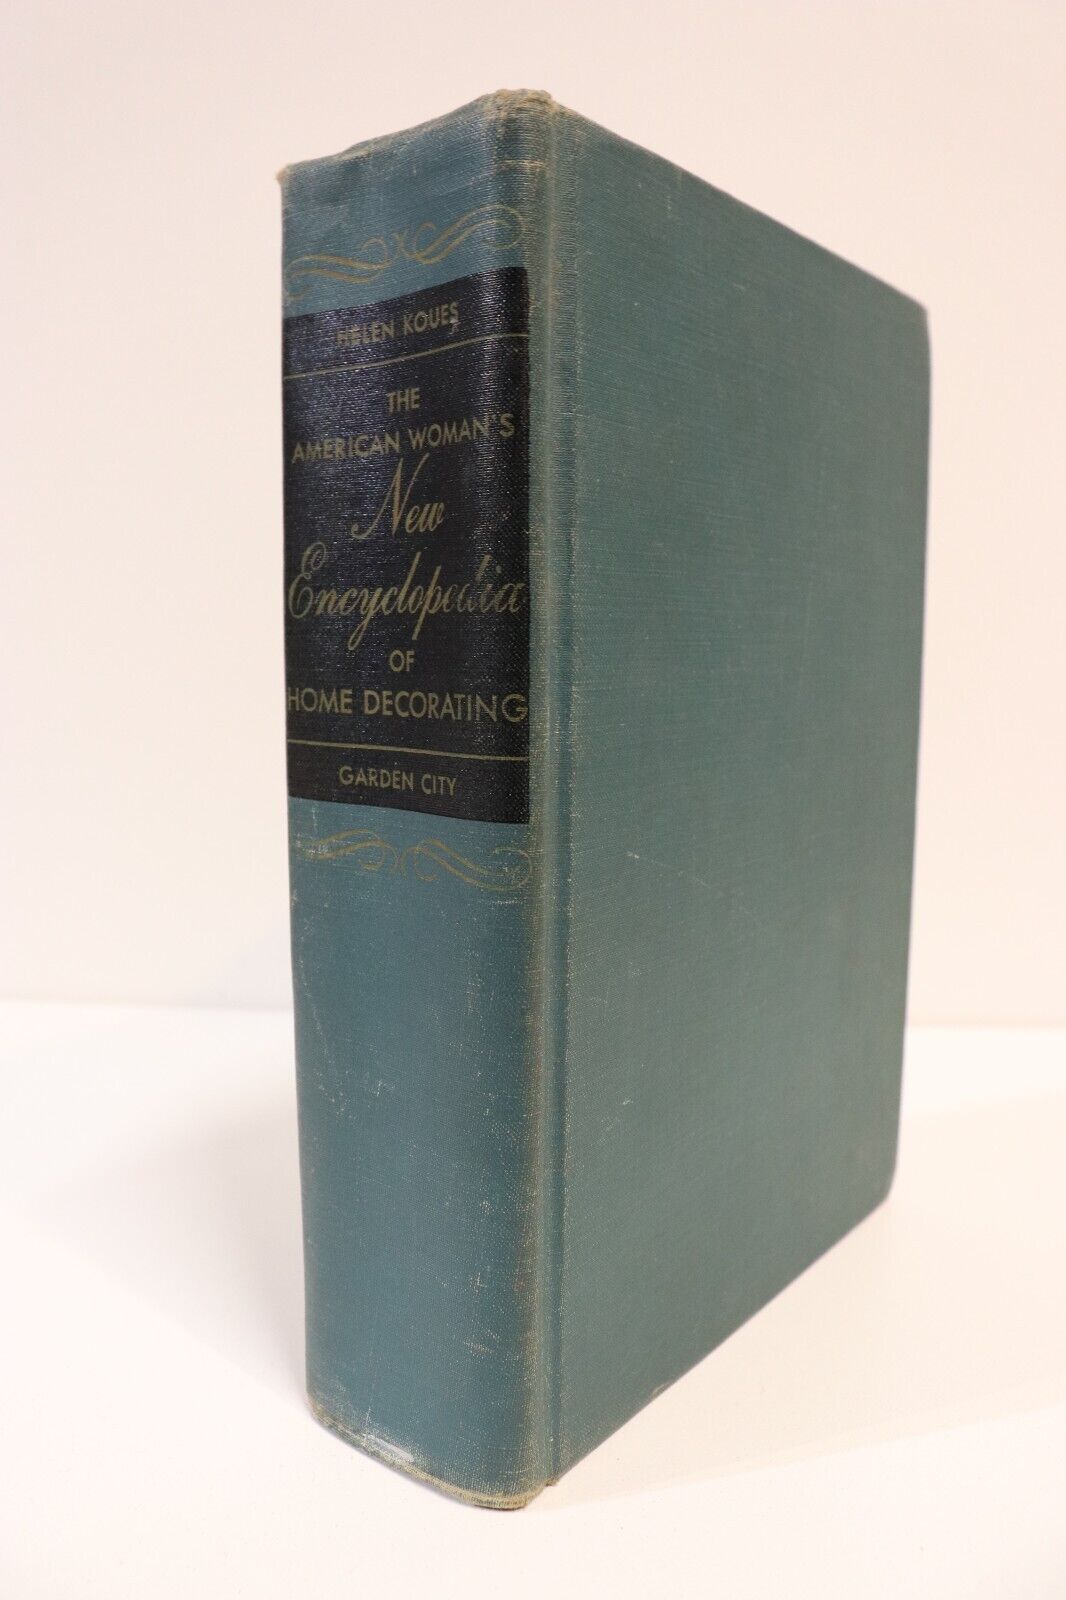 HELEN KOUES
THE
AMERICAN WOMAN'S
New
Encyclopedia
OF
HOME DECORATING
GARDEN CITY